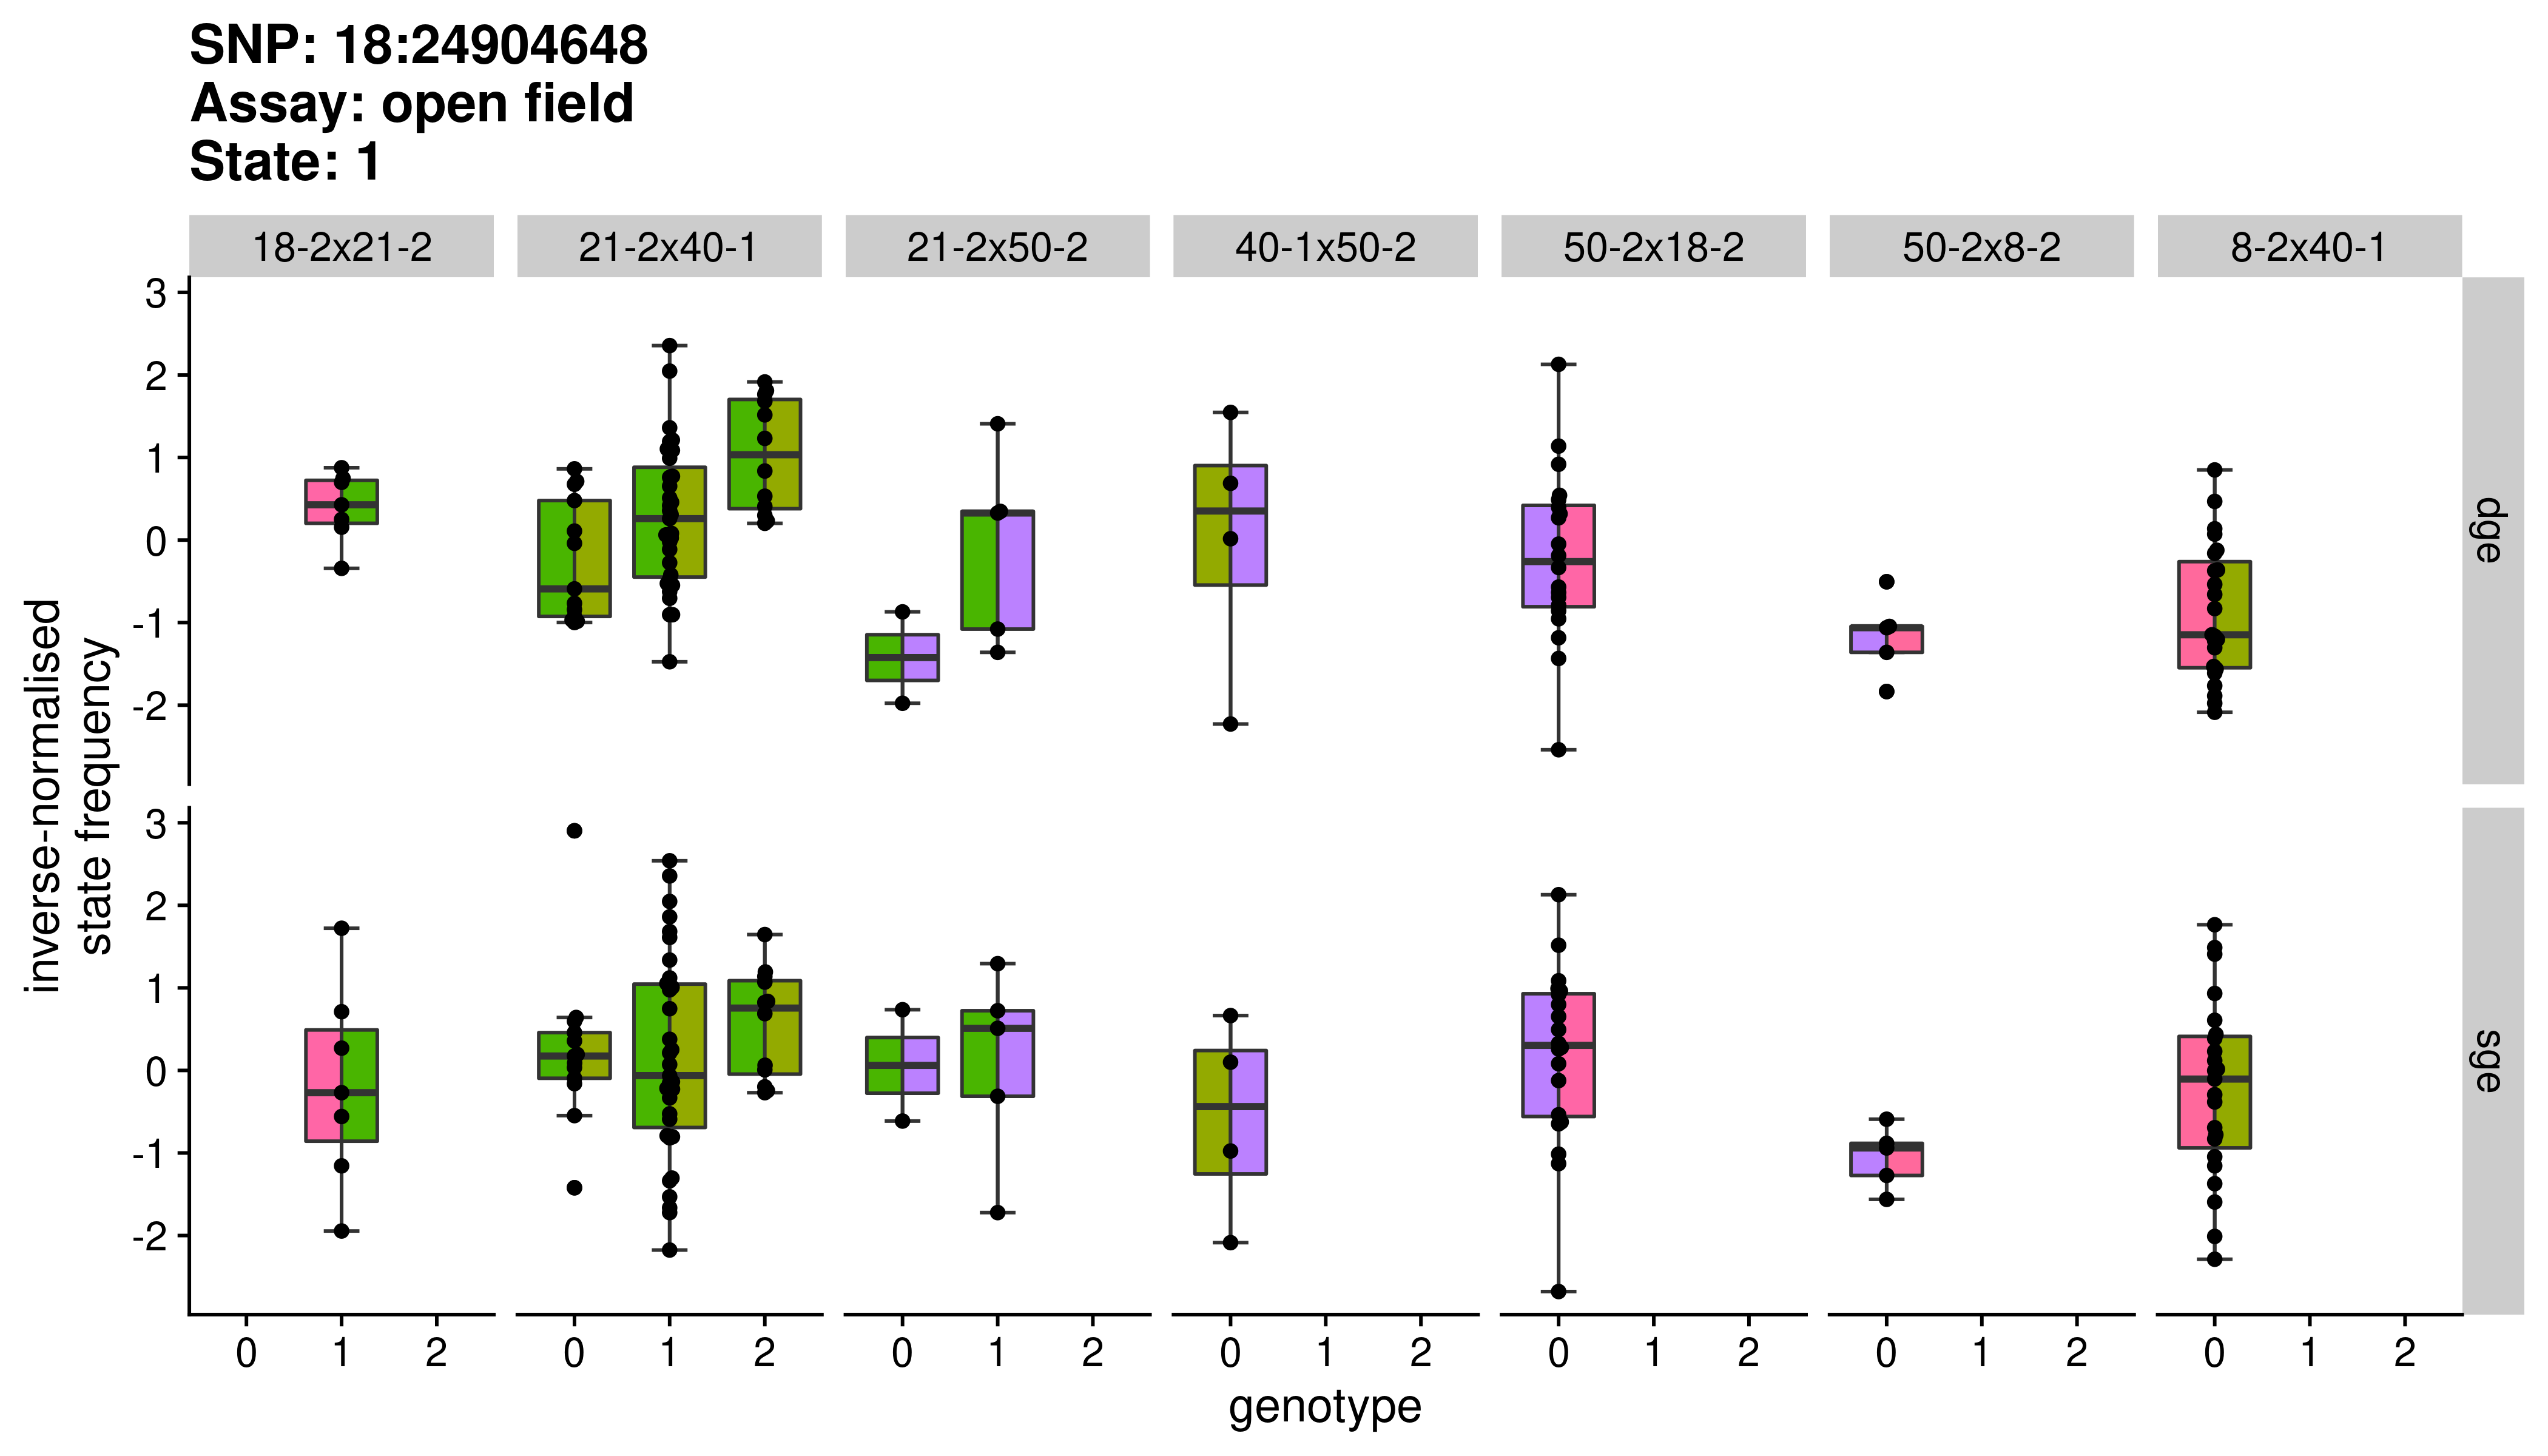 SNP: 18:24904648
Assay: open field
State: 1
18-2x21-2 21-2x40-1 21-2x50-2 40-1x50-2 50-2x18-2 50-2x8-2 8-2x40-1
3
2
1
0
-1
-2
dge
inverse-normalised
state frequency
3
2
1
0
-1
-2
sge
0 1 2 0 1 2 0 1 2 0 1 2 0 1 2 0 1 2 0 1 2
genotype